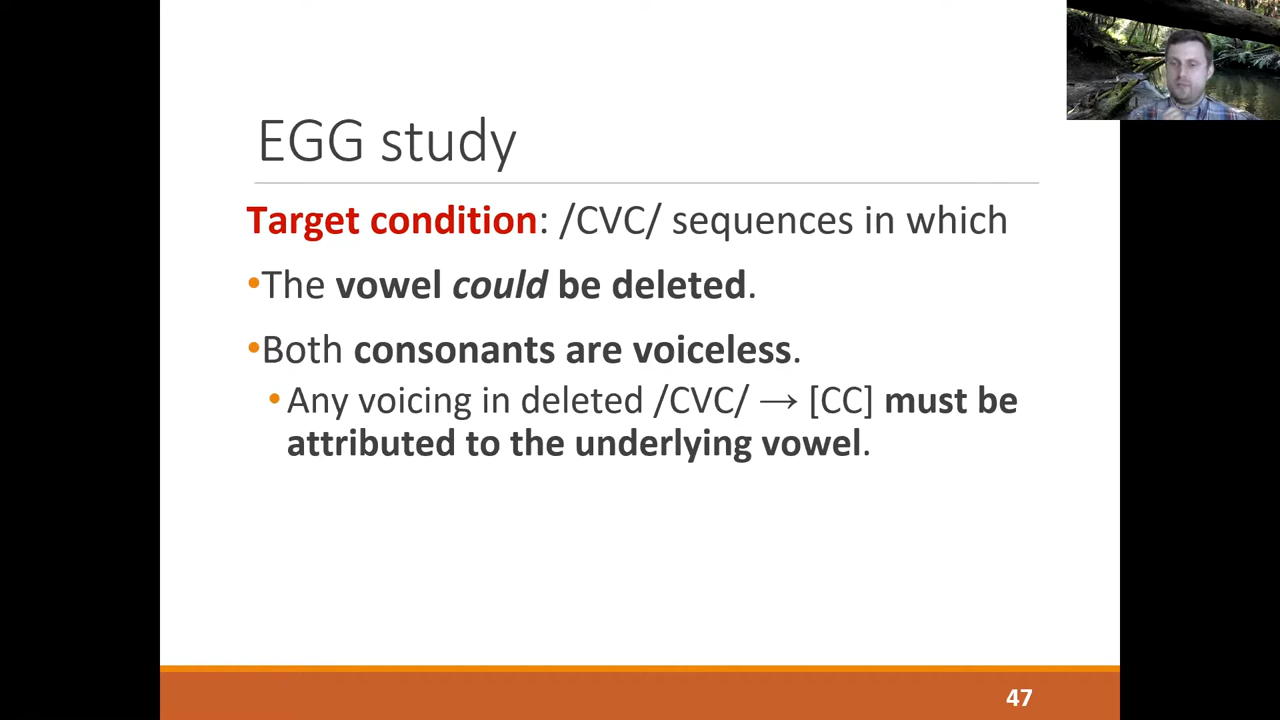 EGG study
Target condition: /CVC/ sequences in which
•The vowel could be deleted.
•Both consonants are voiceless.
•Any voicing in deleted /CVC/ → [CC] must be
attributed to the underlying vowel.
47